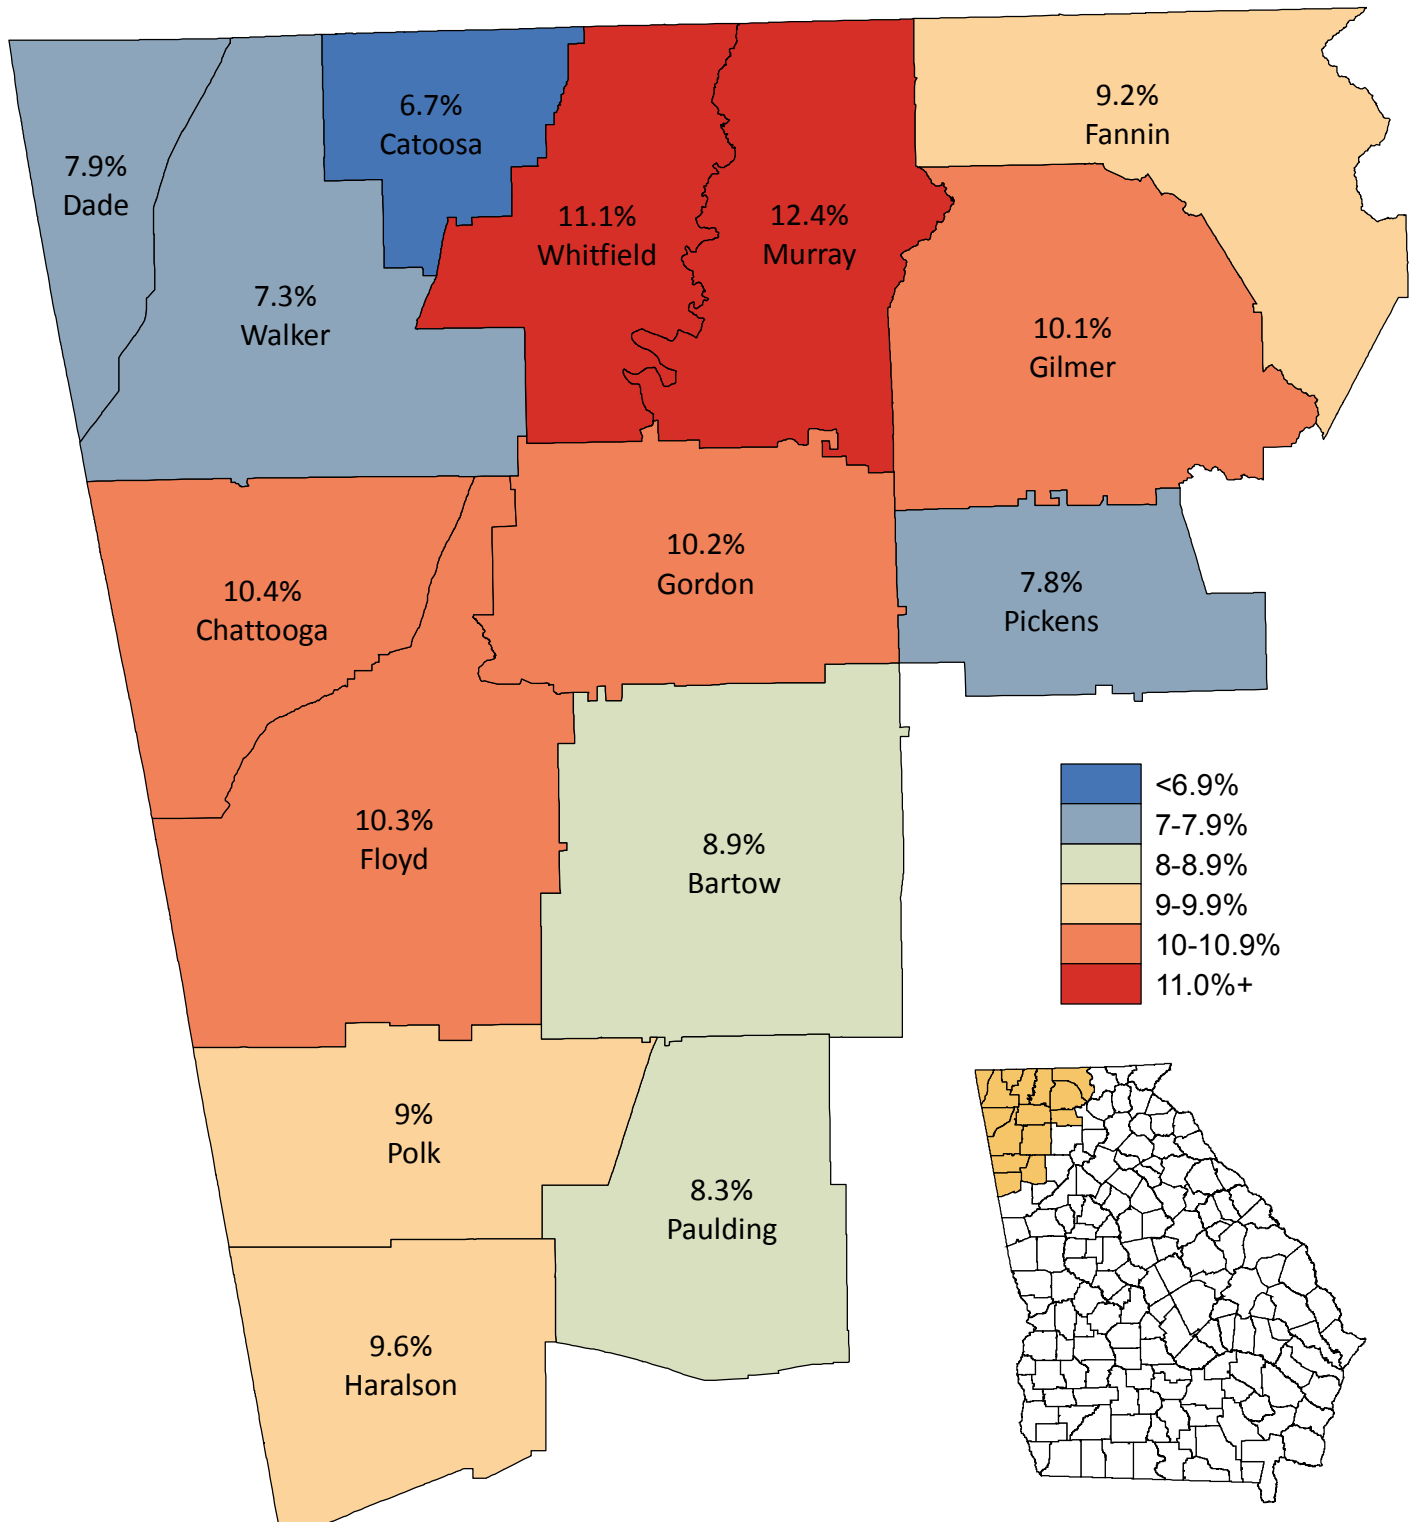 9.2%
Fannin
6.7%
Catoosa
7.9%
Dade
11.1%
Whitfield
12.4%
Murray
7.3%
Walker
10.1%
Gilmer
10.2%
Gordon
7.8%
Pickens
10.4%
Chattooga
10.3%
Floyd
8.9%
Bartow
<6.9%
7-7.9%
8-8.9%
9-9.9%
10-10.9%
11.0%+
9%
Polk
8.3%
Paulding
9.6%
Haralson